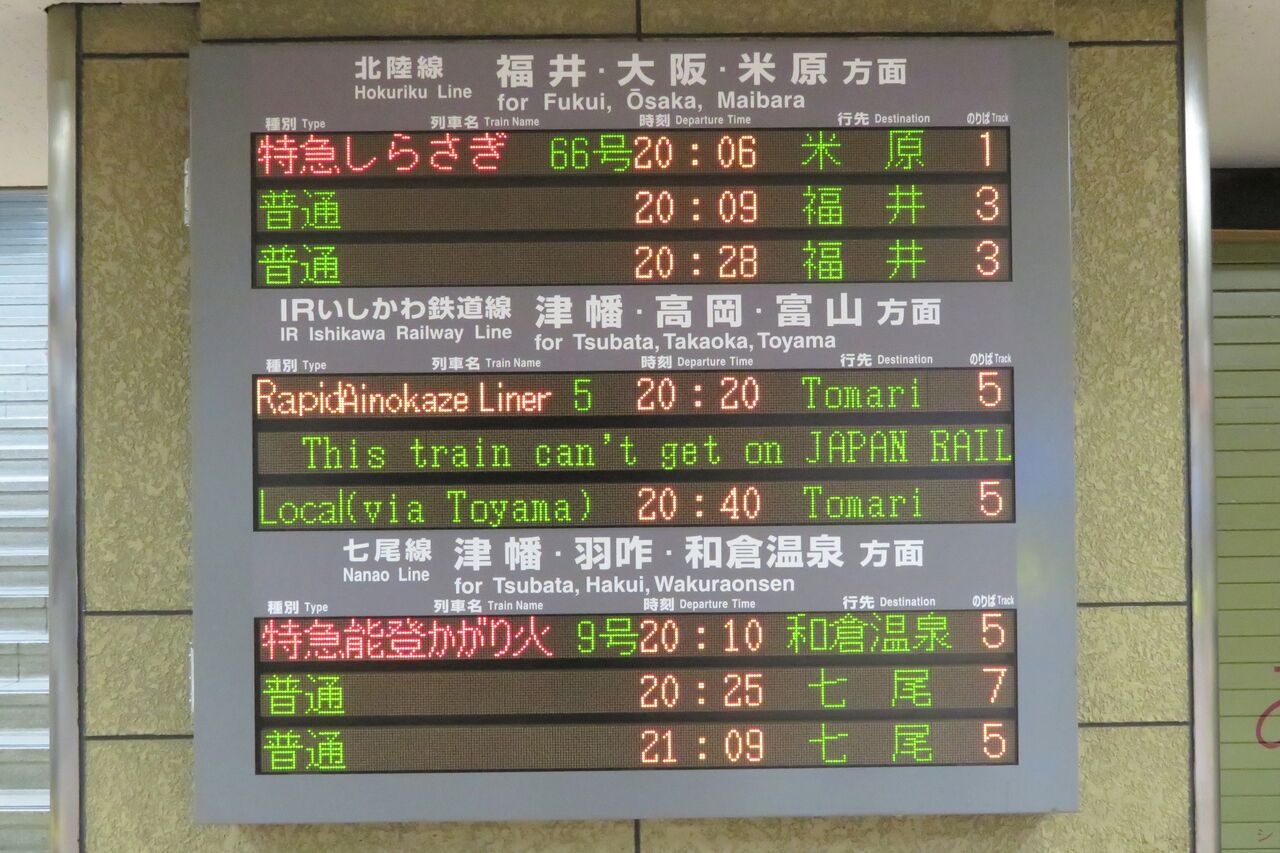 北陸線 福井・大阪・米原 方面
Hokuriku Line for Fukui, Ōsaka, Maibara
種別 Type 列車名 Train Name 時刻 Departure Time 行先 Destination のりば Track
特急しらさぎ 66号 20:06 米原 1
普通 20:09 福井 3
普通 20:28 福井 3
IRいしかわ鉄道線 津幡・高岡・富山 方面
IR Ishikawa Railway Line for Tsubata, Takaoka, Toyama
種別 Type 列車名 Train Name 時刻 Departure Time 行先 Destination のりば Track
Rapid Ainokaze Liner 5 20:20 Tomari 5
This train can't get on JAPAN RAIL
Local (via Toyama) 20:40 Tomari 5
七尾線 津幡・羽咋・和倉温泉 方面
Nanao Line for Tsubata, Hakui, Wakuraonsen
種別 Type 列車名 Train Name 時刻 Departure Time 行先 Destination のりば Track
特急能登かがり火 9号 20:10 和倉温泉 5
普通 20:25 七尾 7
普通 21:09 七尾 5